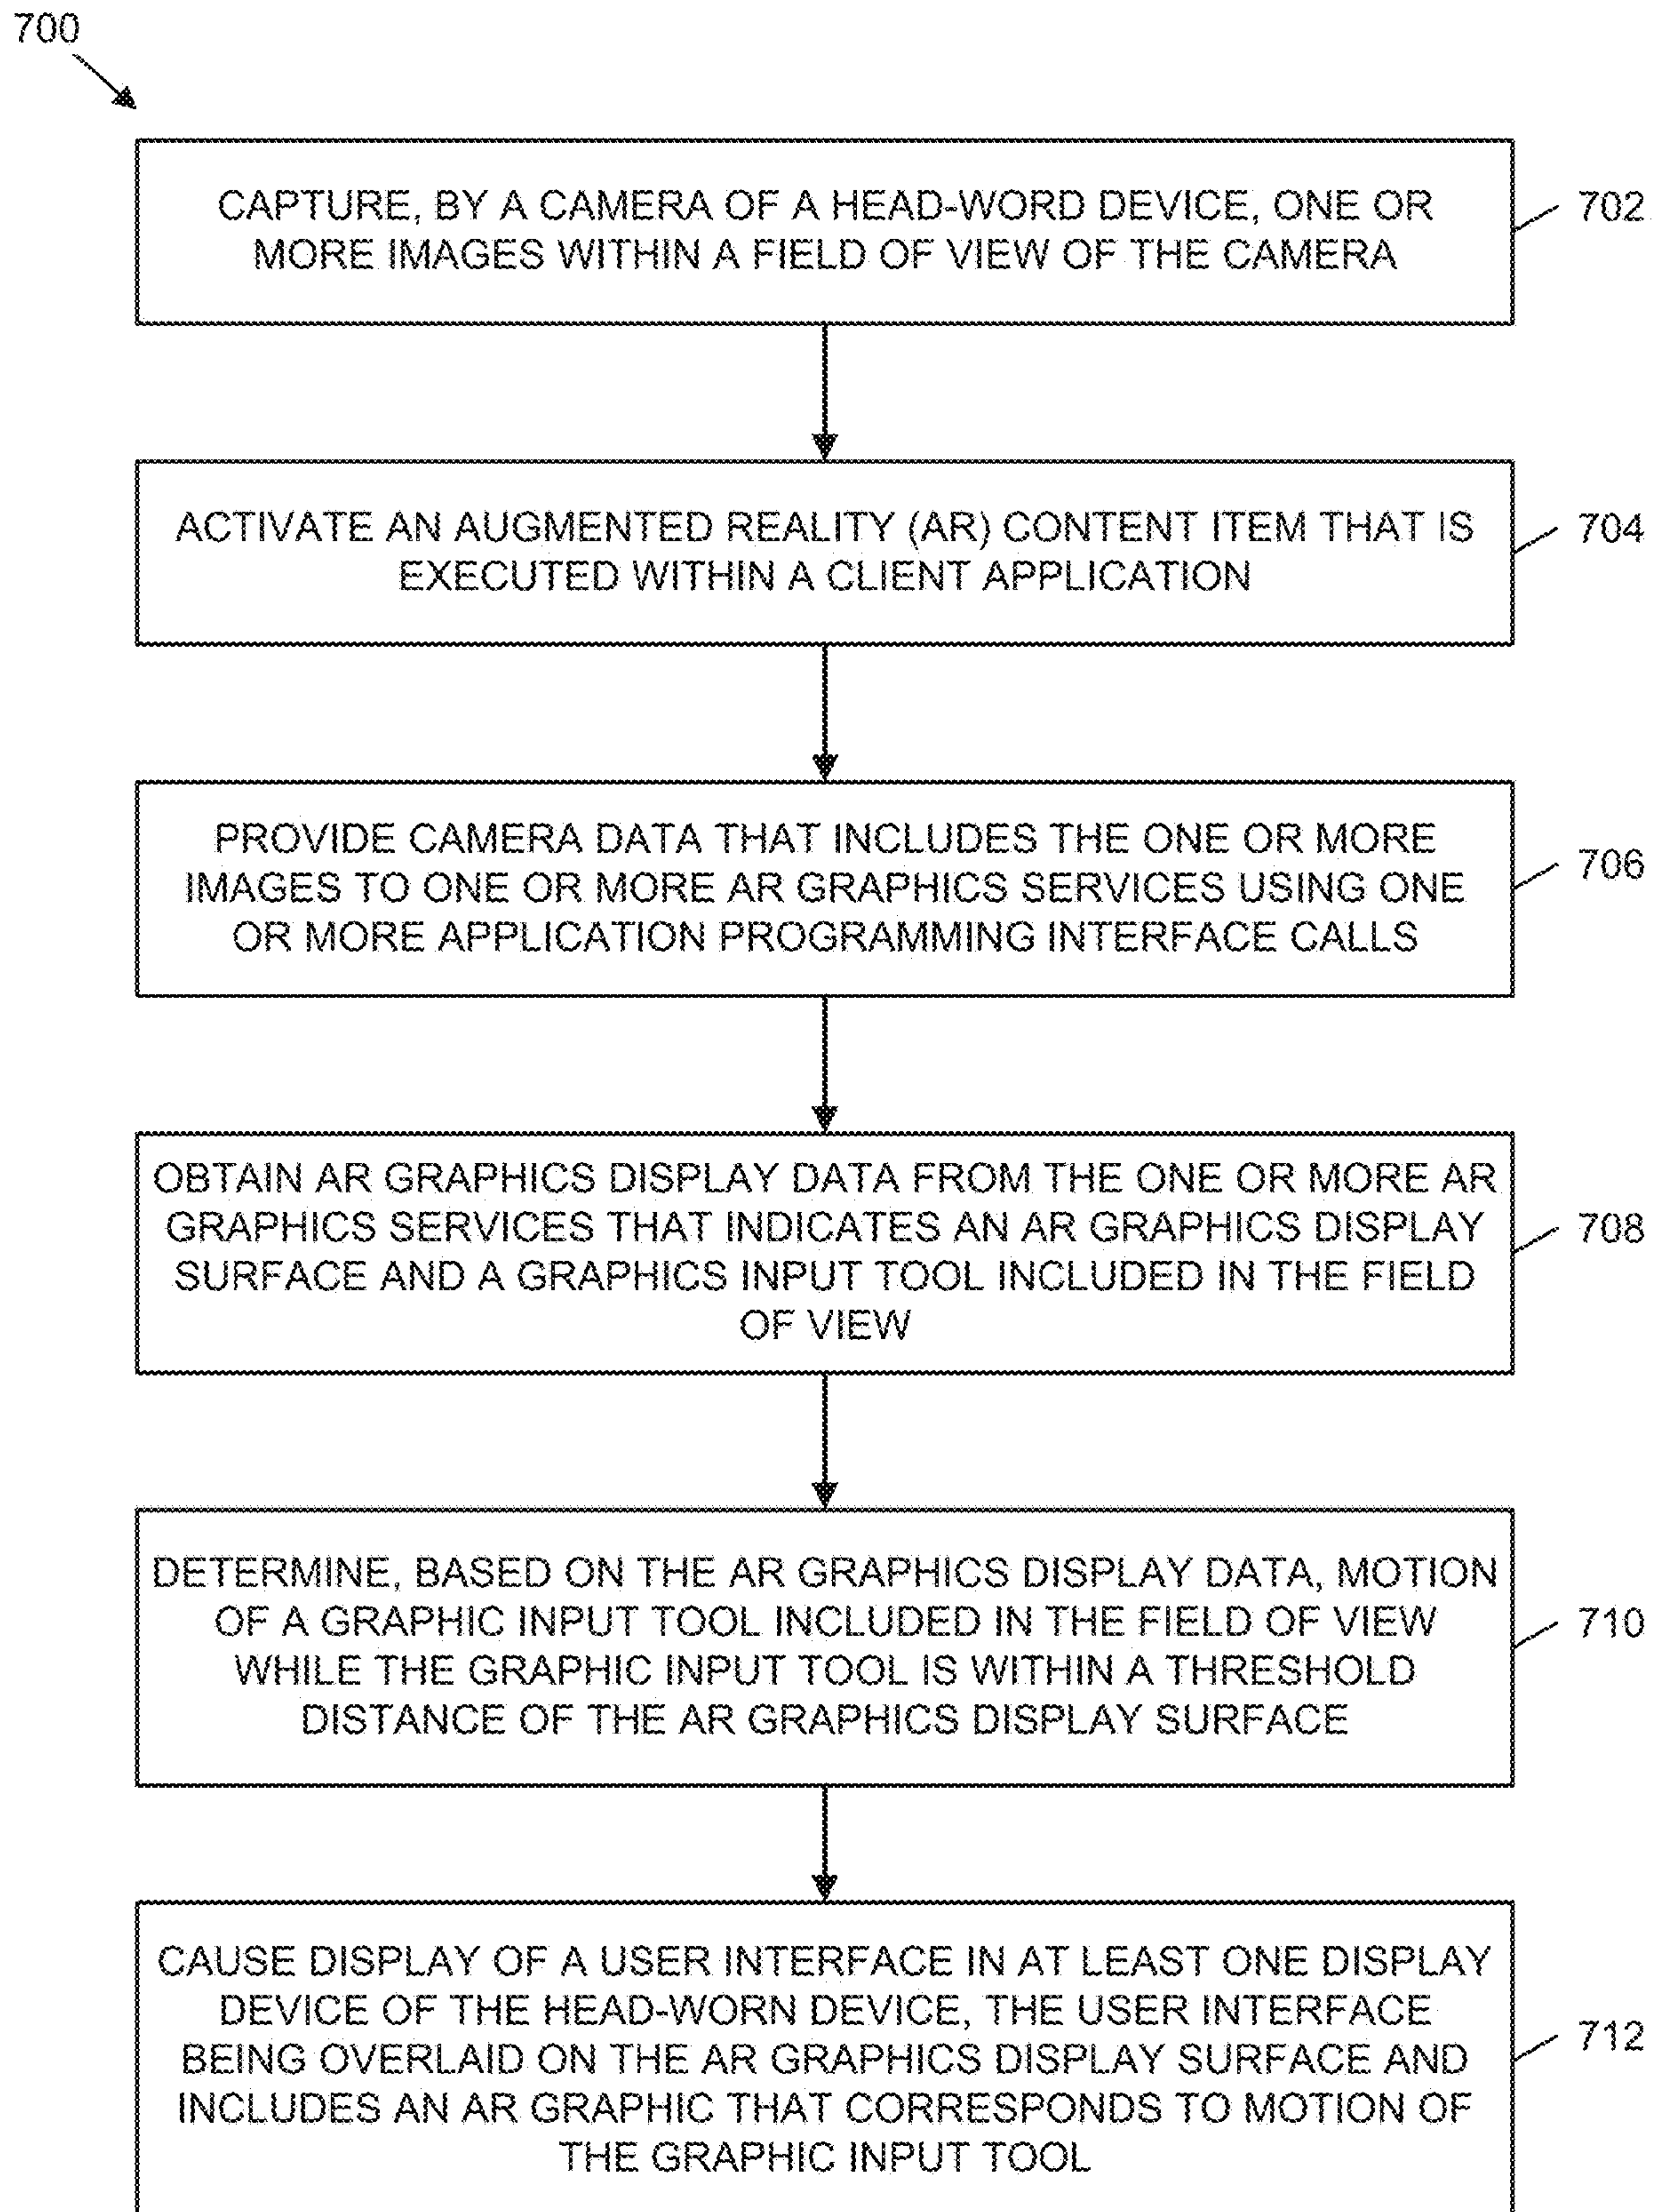 700
CAPTURE, BY A CAMERA OF A HEAD-WORD DEVICE, ONE OR
MORE IMAGES WITHIN A FIELD OF VIEW OF THE CAMERA
702
ACTIVATE AN AUGMENTED REALITY (AR) CONTENT ITEM THAT IS
EXECUTED WITHIN A CLIENT APPLICATION
704
PROVIDE CAMERA DATA THAT INCLUDES THE ONE OR MORE
IMAGES TO ONE OR MORE AR GRAPHICS SERVICES USING ONE
OR MORE APPLICATION PROGRAMMING INTERFACE CALLS
706
OBTAIN AR GRAPHICS DISPLAY DATA FROM THE ONE OR MORE AR
GRAPHICS SERVICES THAT INDICATES AN AR GRAPHICS DISPLAY
SURFACE AND A GRAPHICS INPUT TOOL INCLUDED IN THE FIELD
OF VIEW
708
DETERMINE, BASED ON THE AR GRAPHICS DISPLAY DATA, MOTION
OF A GRAPHIC INPUT TOOL INCLUDED IN THE FIELD OF VIEW
WHILE THE GRAPHIC INPUT TOOL IS WITHIN A THRESHOLD
DISTANCE OF THE AR GRAPHICS DISPLAY SURFACE
710
CAUSE DISPLAY OF A USER INTERFACE IN AT LEAST ONE DISPLAY
DEVICE OF THE HEAD-WORN DEVICE, THE USER INTERFACE
BEING OVERLAID ON THE AR GRAPHICS DISPLAY SURFACE AND
INCLUDES AN AR GRAPHIC THAT CORRESPONDS TO MOTION OF
THE GRAPHIC INPUT TOOL
712